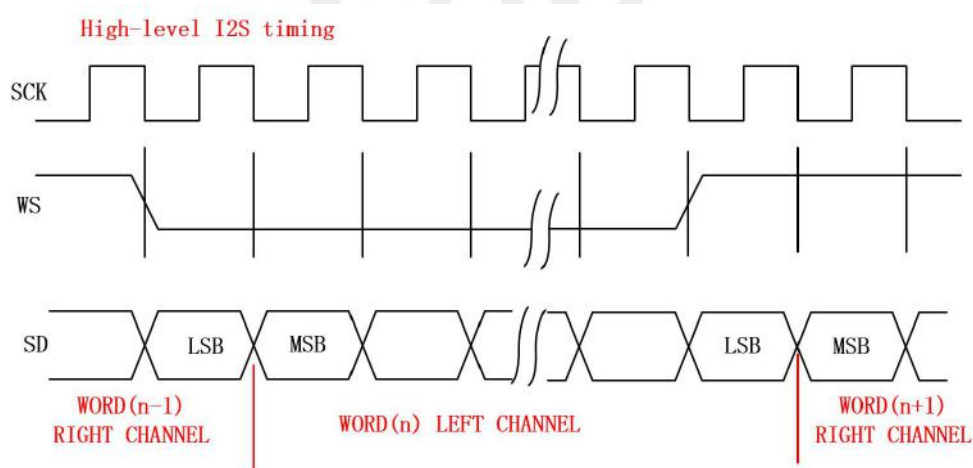 High-level I2S timing
SCK
WS
SD
LSB
MSB
LSB
MSB
WORD(n-1)
RIGHT CHANNEL
WORD(n) LEFT CHANNEL
WORD(n+1)
RIGHT CHANNEL